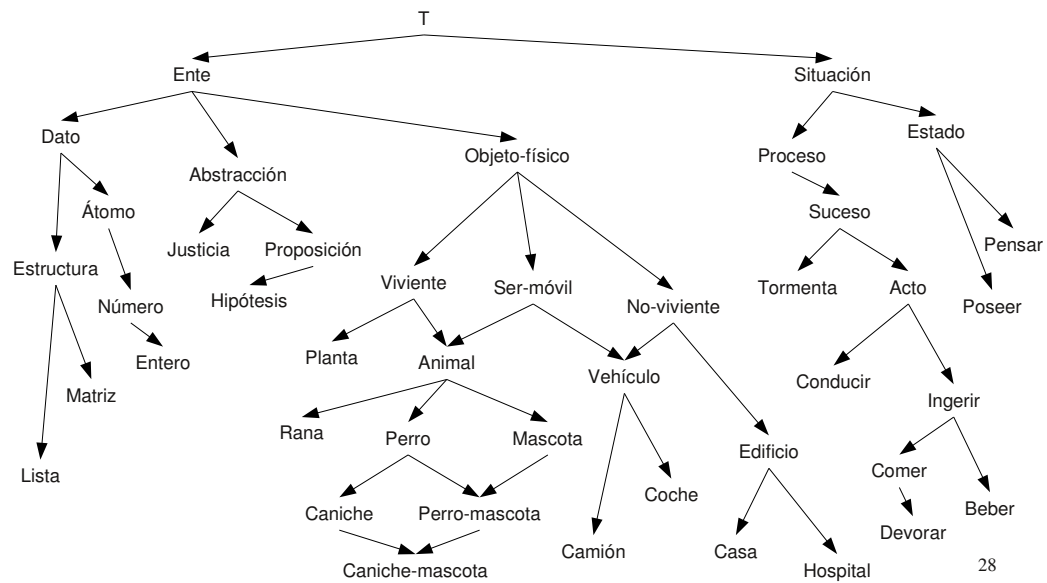 T
Ente
Situación
Dato
Abstracción
Objeto-físico
Proceso
Estado
Átomo
Justicia
Proposición
Suceso
Pensar
Estructura
Número
Hipótesis
Viviente
Ser-móvil
No-viviente
Tormenta
Acto
Poseer
Entero
Matriz
Planta
Animal
Vehículo
Conducir
Ingerir
Lista
Rana
Perro
Mascota
Edificio
Comer
Beber
Caniche
Perro-mascota
Coche
Devorar
Caniche-mascota
Camión
Casa
Hospital
28